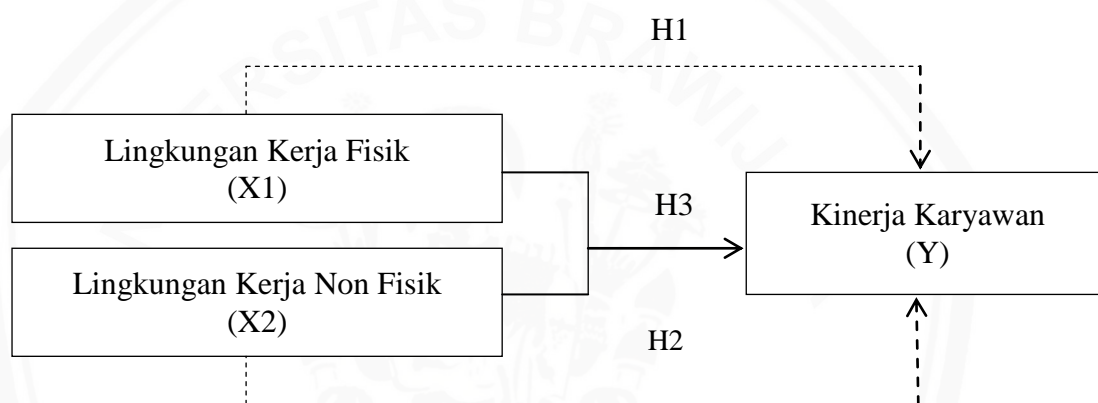 H1
Lingkungan Kerja Fisik
(X1)
H3
Kinerja Karyawan
(Y)
Lingkungan Kerja Non Fisik
(X2)
H2